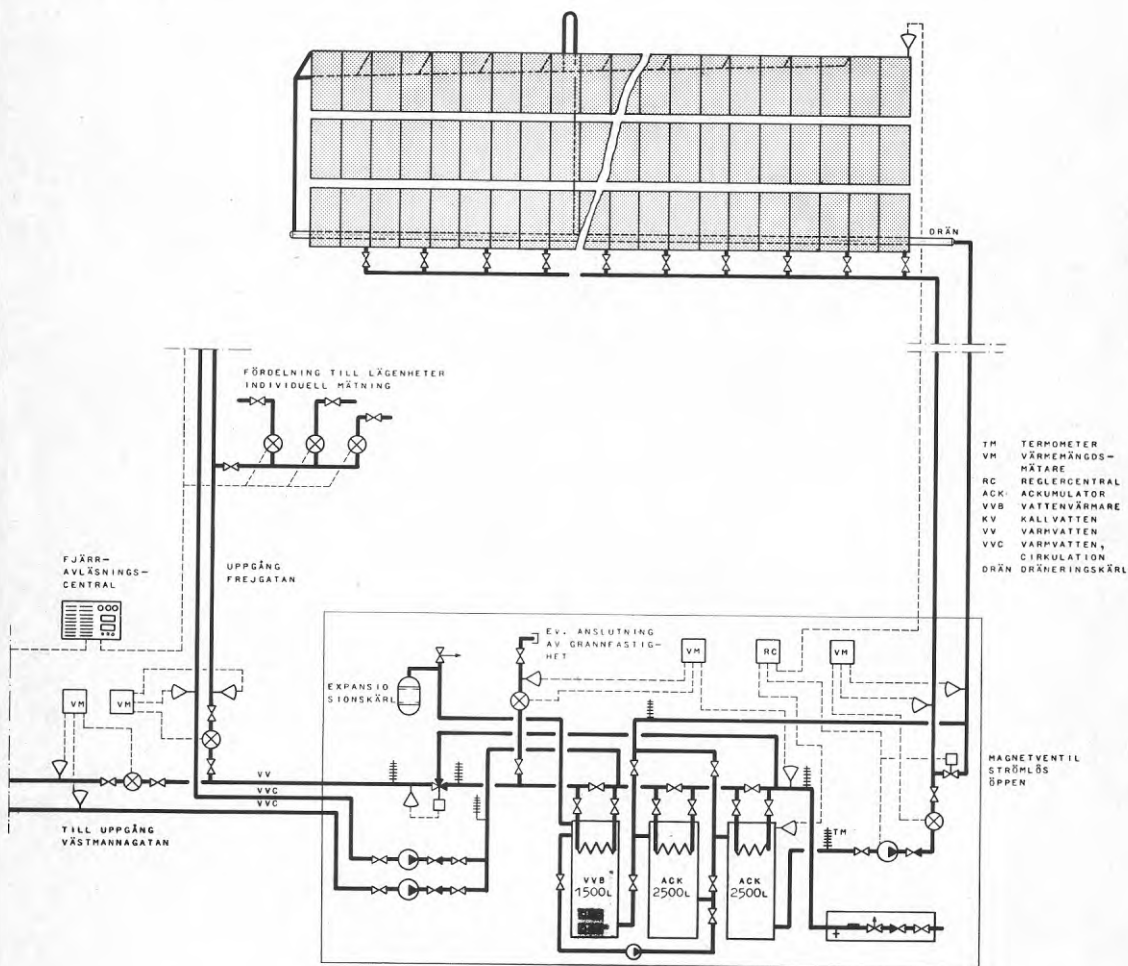 DRÄN
FÖRDELNING TILL LÄGENHETER
INDIVIDUELL MÄTNING
TM TERMOMETER
VM VÄRMEMÄNGDS-
MÄTARE
RC REGLERCENTRAL
ACK ACKUMULATOR
VVB VATTENVÄRMARE
KV KALLVATTEN
VV VARMVATTEN
VVC VARMVATTEN,
CIRKULATION
DRÄN DRÄNERINGSKÄRL
FJÄRR-
AVLÄSNINGS-
CENTRAL
UPPGÅNG
FREJGATAN
EV. ANSLUTNING
AV GRANNFASTIG-
HET
VM
RC
VM
EXPANSIO
SIONSKÄRL
VM
VM
MAGNETVENTIL
STRÖMLÖS
ÖPPEN
VV
VVC
VVC
TILL UPPGÅNG
VÄSTMANNAGATAN
TM
VVB
1500L
ACK
2500L
ACK
2500L
+